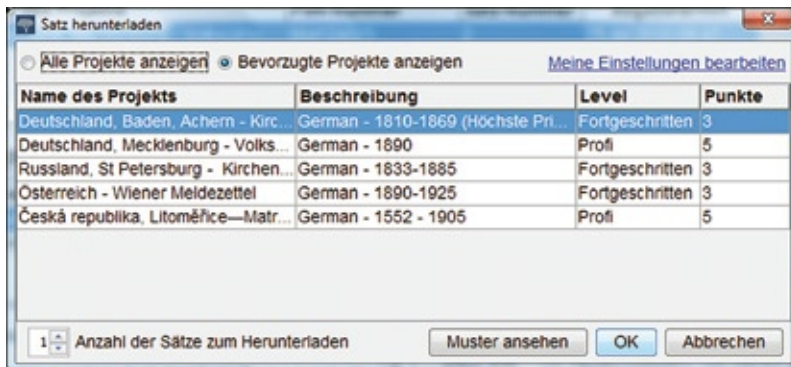 Satz herunterladen
Alle Projekte anzeigen Bevorzugte Projekte anzeigen Meine Einstellungen bearbeiten
Name des Projekts Beschreibung Level Punkte
Deutschland, Baden, Achern - Kirc... German - 1810-1869 (Höchste Pri... Fortgeschritten 3
Deutschland, Mecklenburg - Volks... German - 1890 Profi 5
Russland, St Petersburg - Kirchen... German - 1833-1885 Fortgeschritten 3
Österreich - Wiener Meldezettel German - 1890-1925 Fortgeschritten 3
Česká republika, Litoměřice—Matr... German - 1552 - 1905 Profi 5
1 Anzahl der Sätze zum Herunterladen Muster ansehen OK Abbrechen